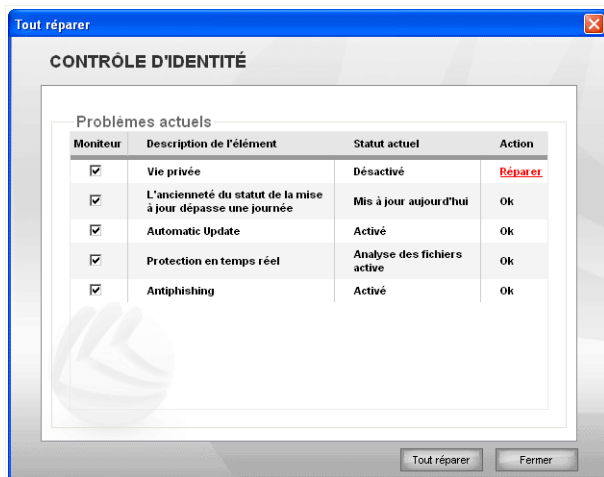 Tout réparer
CONTRÔLE D'IDENTITÉ
Problèmes actuels
Moniteur Description de l'élément Statut actuel Action
Vie privée Désactivé Réparer
L'ancienneté du statut de la mise
à jour dépasse une journée Mis à jour aujourd'hui Ok
Automatic Update Activé Ok
Protection en temps réel Analyse des fichiers
active Ok
Antiphishing Activé Ok
Tout réparer Fermer